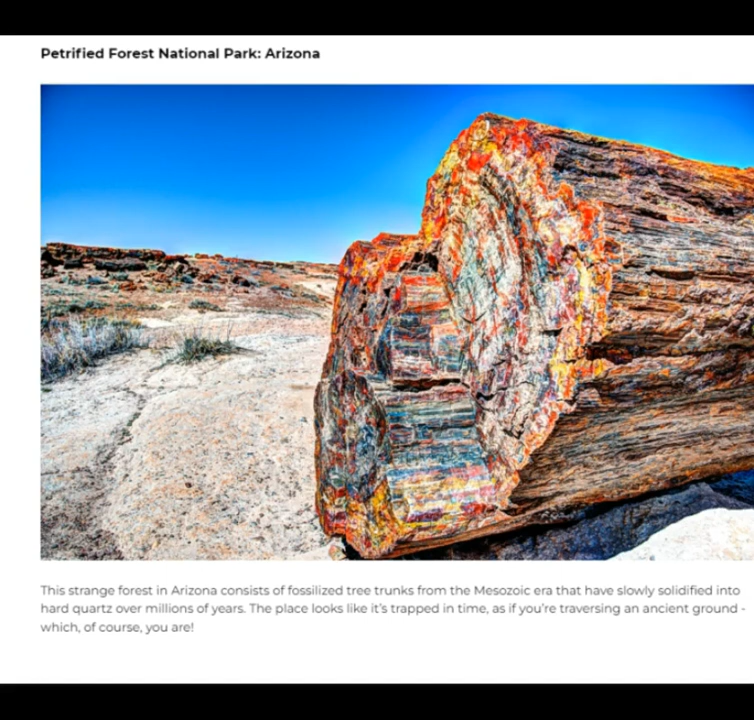 Petrified Forest National Park: Arizona
This strange forest in Arizona consists of fossilized tree trunks from the Mesozoic era that have slowly solidified into
hard quartz over millions of years. The place looks like it's trapped in time, as if you're traversing an ancient ground -
which, of course, you are!